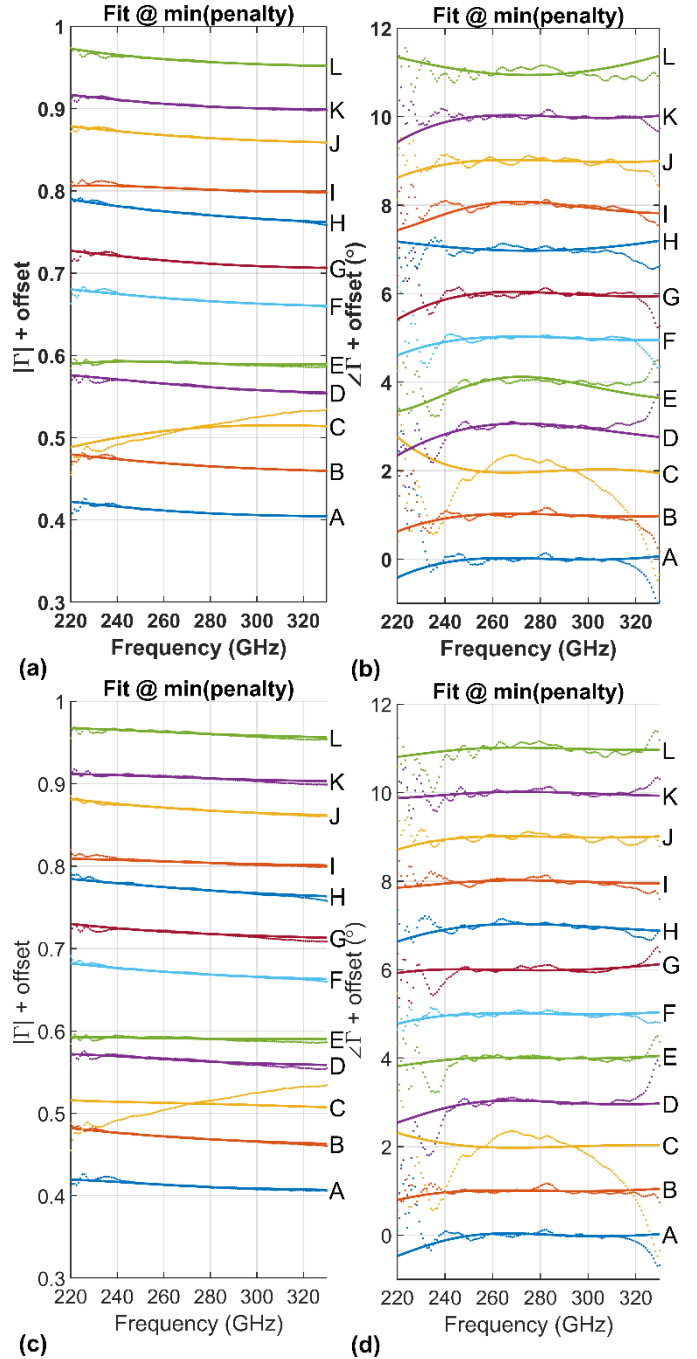 Fit @ min(penalty)
1
0.9
0.8
0.7
0.6
0.5
0.4
0.3
|Γ| + offset
L
K
J
I
H
G
F
E
D
C
B
A
220 240 260 280 300 320
Frequency (GHz)
(a)
Fit @ min(penalty)
12
10
8
6
4
2
0
∠Γ + offset (°)
L
K
J
I
H
G
F
E
D
C
B
A
220 240 260 280 300 320
Frequency (GHz)
(b)
Fit @ min(penalty)
1
0.9
0.8
0.7
0.6
0.5
0.4
0.3
|Γ| + offset
L
K
J
I
H
G
F
E
D
C
B
A
220 240 260 280 300 320
Frequency (GHz)
(c)
Fit @ min(penalty)
12
10
8
6
4
2
0
∠Γ + offset (°)
L
K
J
I
H
G
F
E
D
C
B
A
220 240 260 280 300 320
Frequency (GHz)
(d)